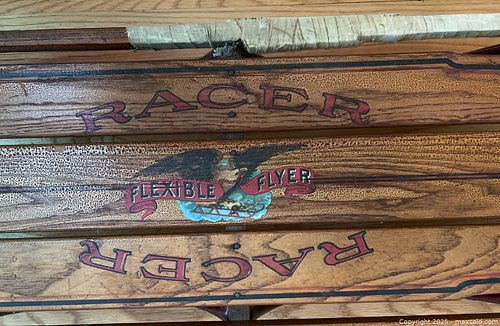 RACER
FLEXIBLE FLYER
RACER
Copyright 2025 - maxsold.com